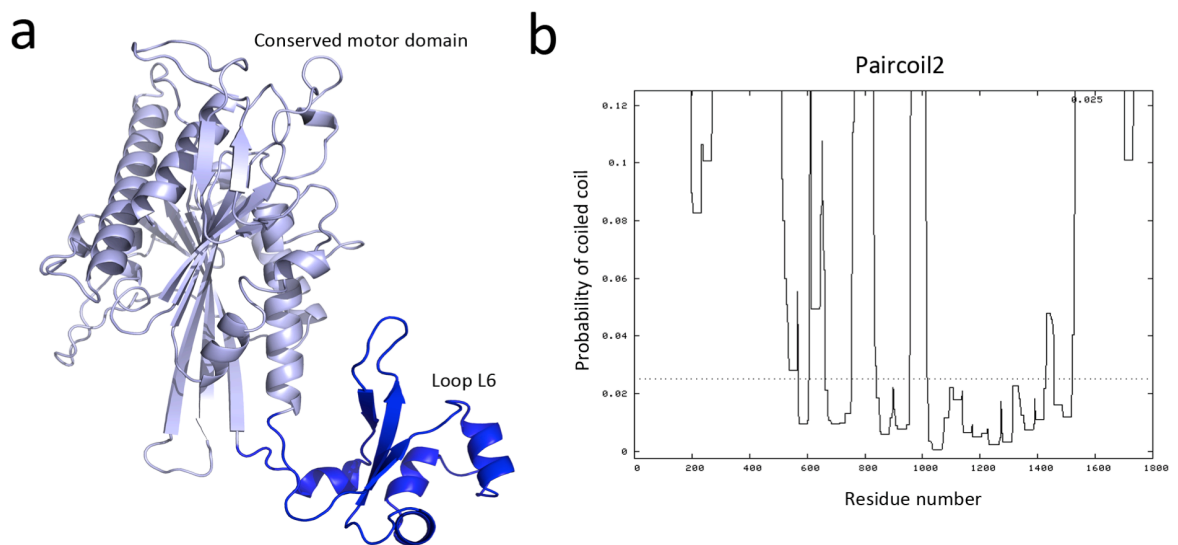 a
Conserved motor domain
Loop L6
b
Paircoil2
Probability of coiled coil
0.12
0.1
0.08
0.06
0.04
0.02
0
0.025
0 200 400 600 800 1000 1200 1400 1600 1800
Residue number